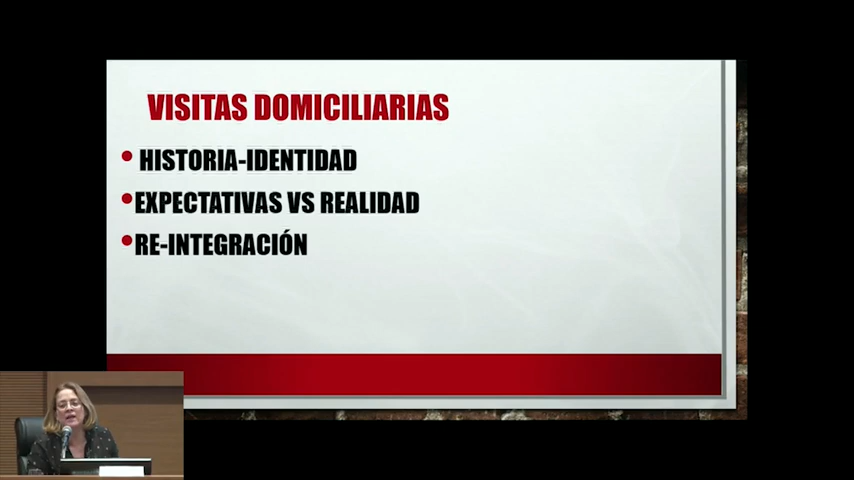 VISITAS DOMICILIARIAS
HISTORIA-IDENTIDAD
EXPECTATIVAS VS REALIDAD
RE-INTEGRACIÓN